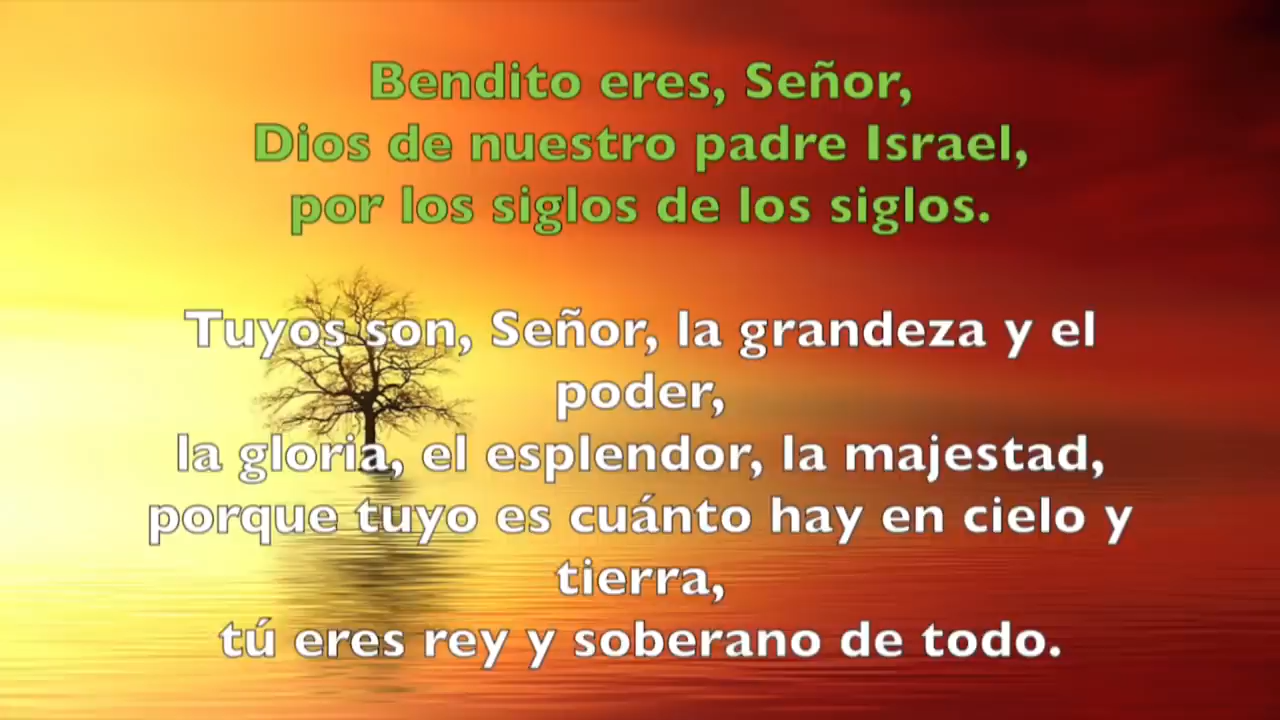 Bendito eres, Señor,
Dios de nuestro padre Israel,
por los siglos de los siglos.
Tuyos son, Señor, la grandeza y el
poder,
la gloria, el esplendor, la majestad,
porque tuyo es cuánto hay en cielo y
tierra,
tú eres rey y soberano de todo.